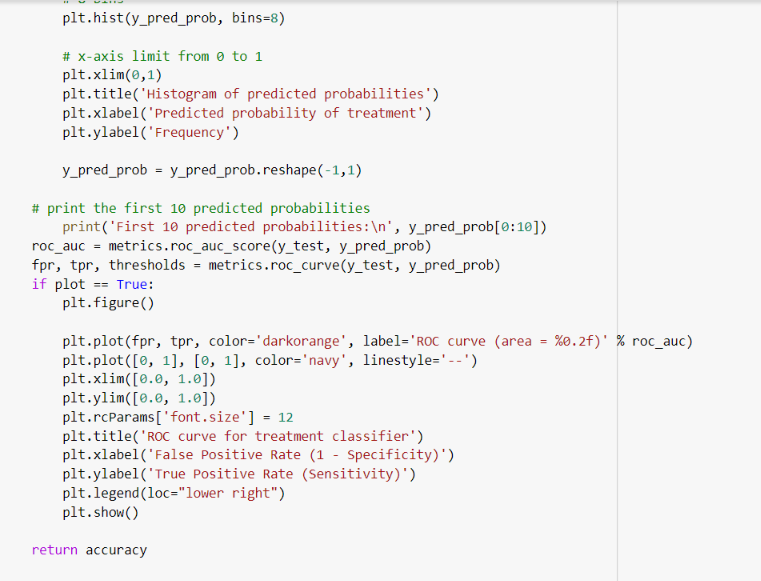 # 8 bins
    plt.hist(y_pred_prob, bins=8)

    # x-axis limit from 0 to 1
    plt.xlim(0,1)
    plt.title('Histogram of predicted probabilities')
    plt.xlabel('Predicted probability of treatment')
    plt.ylabel('Frequency')

    y_pred_prob = y_pred_prob.reshape(-1,1)

# print the first 10 predicted probabilities
    print('First 10 predicted probabilities:\n', y_pred_prob[0:10])
roc_auc = metrics.roc_auc_score(y_test, y_pred_prob)
fpr, tpr, thresholds = metrics.roc_curve(y_test, y_pred_prob)
if plot == True:
    plt.figure()

    plt.plot(fpr, tpr, color='darkorange', label='ROC curve (area = %0.2f)' % roc_auc)
    plt.plot([0, 1], [0, 1], color='navy', linestyle='--')
    plt.xlim([0.0, 1.0])
    plt.ylim([0.0, 1.0])
    plt.rcParams['font.size'] = 12
    plt.title('ROC curve for treatment classifier')
    plt.xlabel('False Positive Rate (1 - Specificity)')
    plt.ylabel('True Positive Rate (Sensitivity)')
    plt.legend(loc="lower right")
    plt.show()

return accuracy